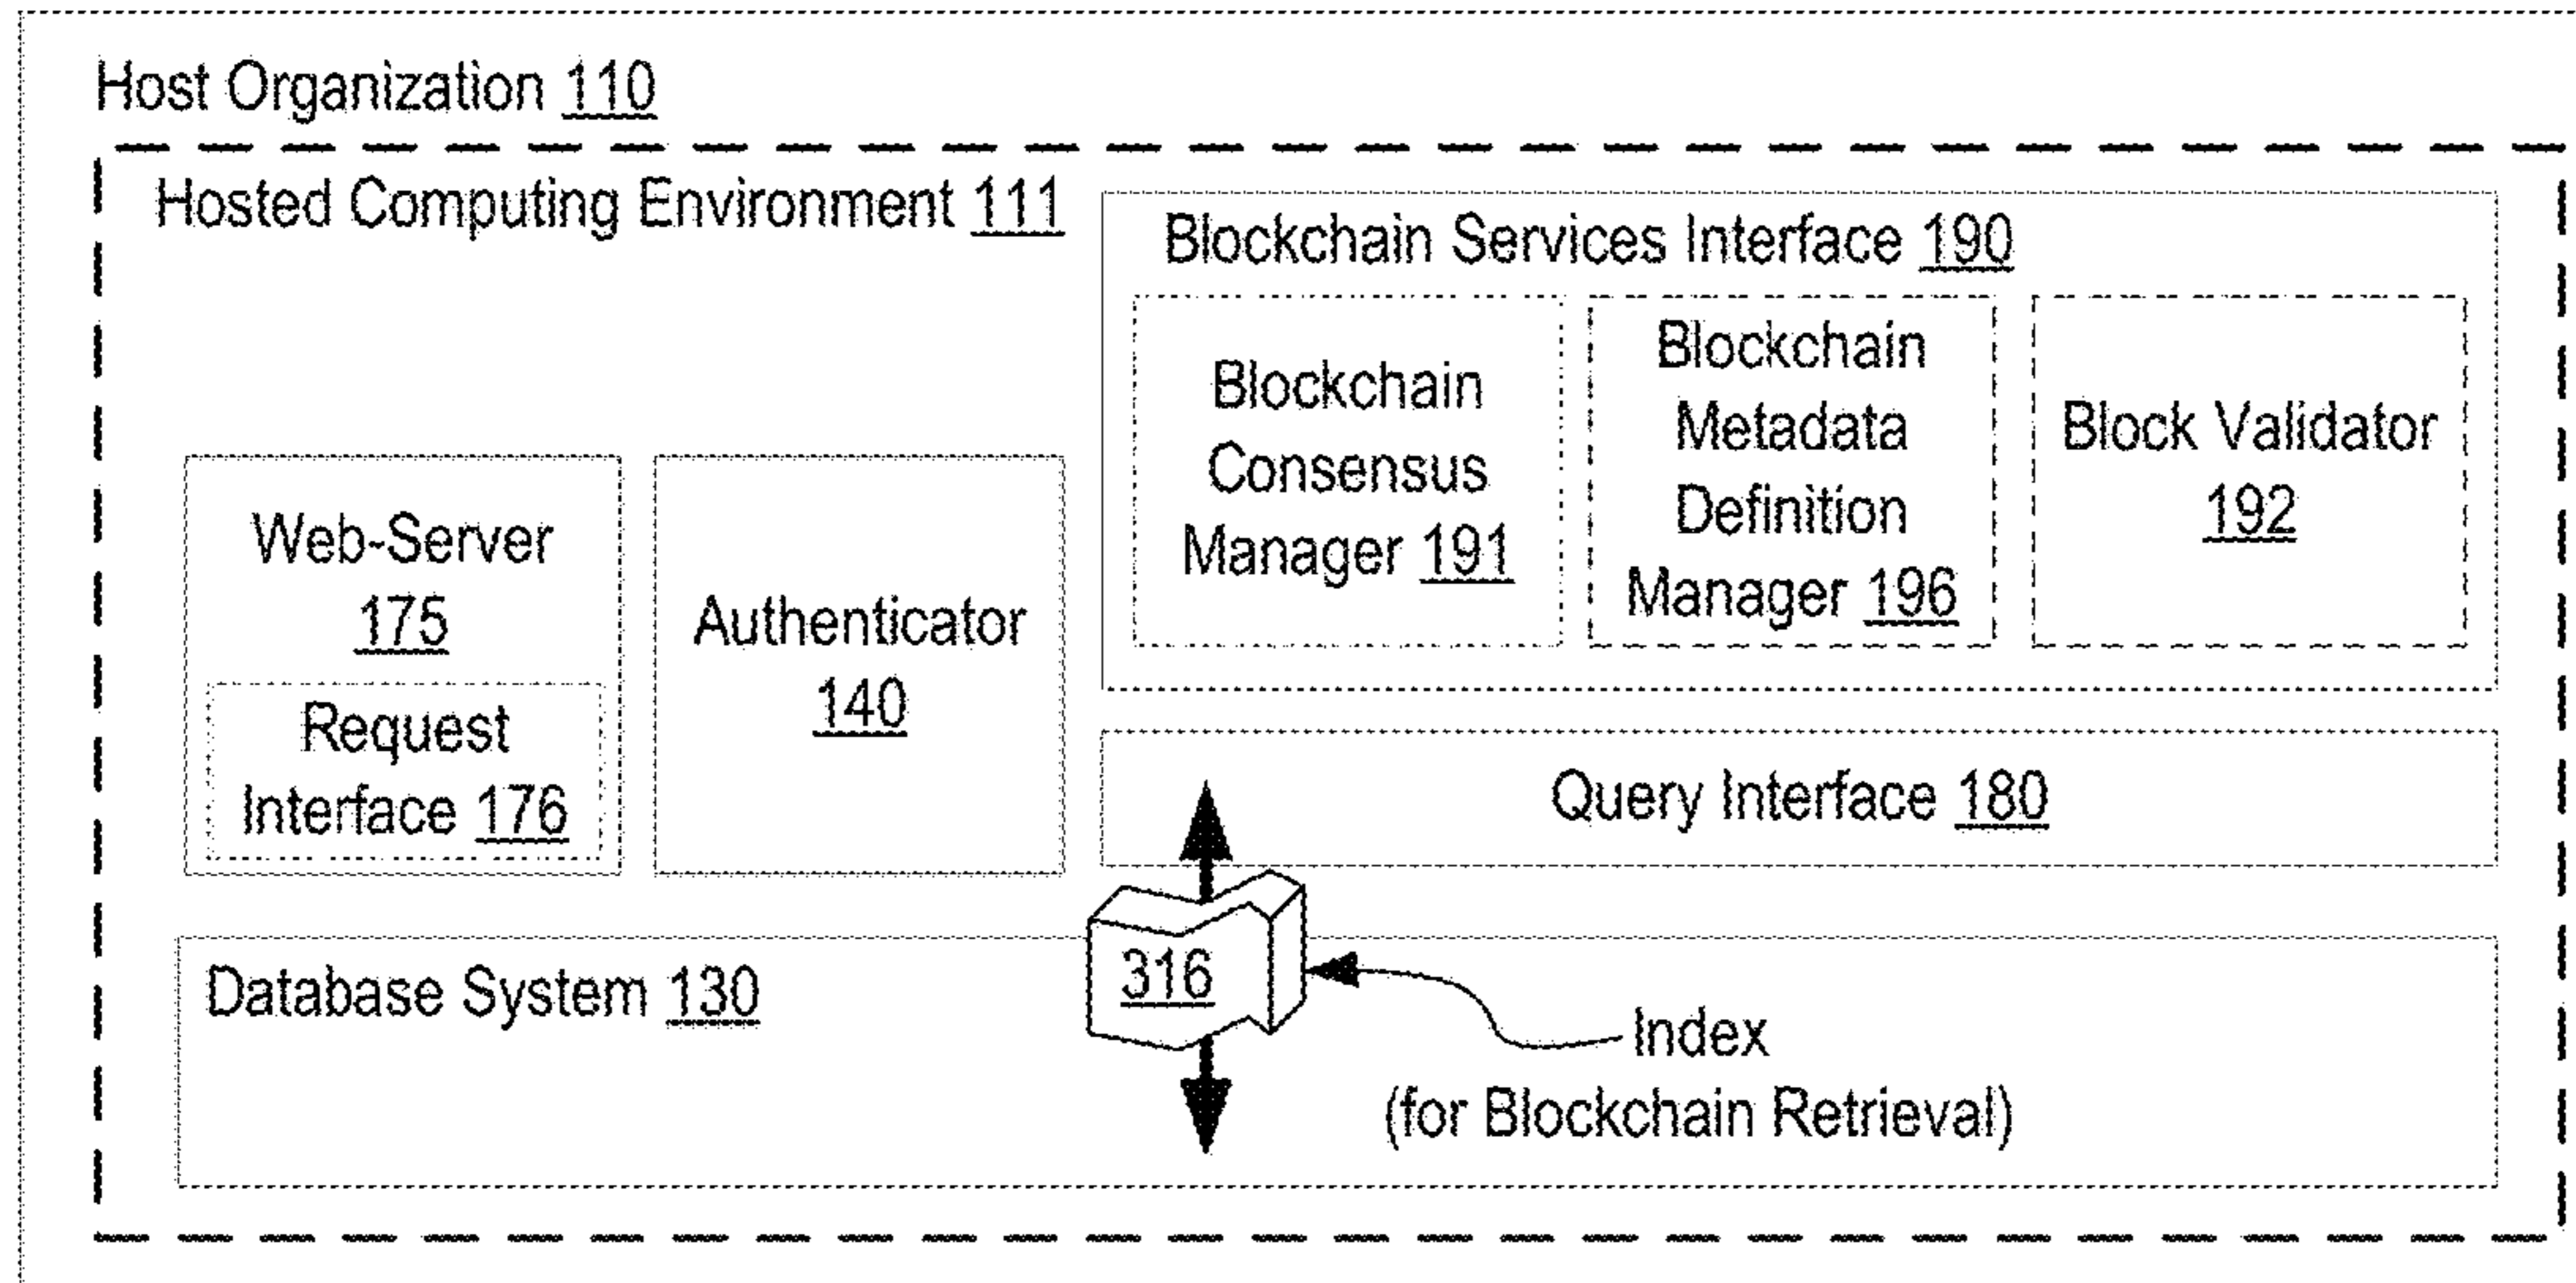 Host Organization 110
Hosted Computing Environment 111
Blockchain Services Interface 190
Blockchain
Consensus
Manager 191
Blockchain
Metadata
Definition
Manager 196
Block Validator
192
Web-Server
175
Request
Interface 176
Authenticator
140
Query Interface 180
Database System 130
316
Index
(for Blockchain Retrieval)